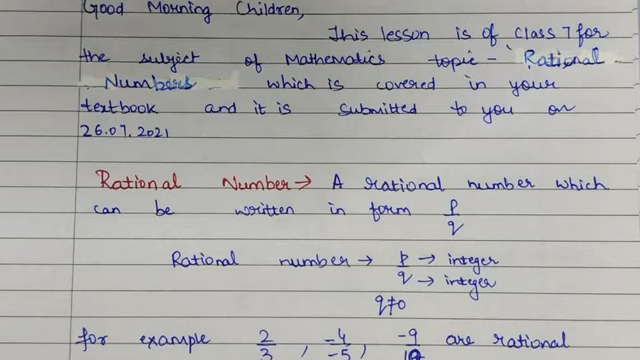 Good Morning Children,
This lesson is of Class 7 for
the subject of Mathematics topic - Rational
Numbers which is covered in your
textbook and it is submitted to you on
26.07.2021
Rational Number → A rational number which
can be written in form p/q
Rational number → p → integer
q → integer
q≠0
for example 2/3, -4/-5, -9/10 are rational